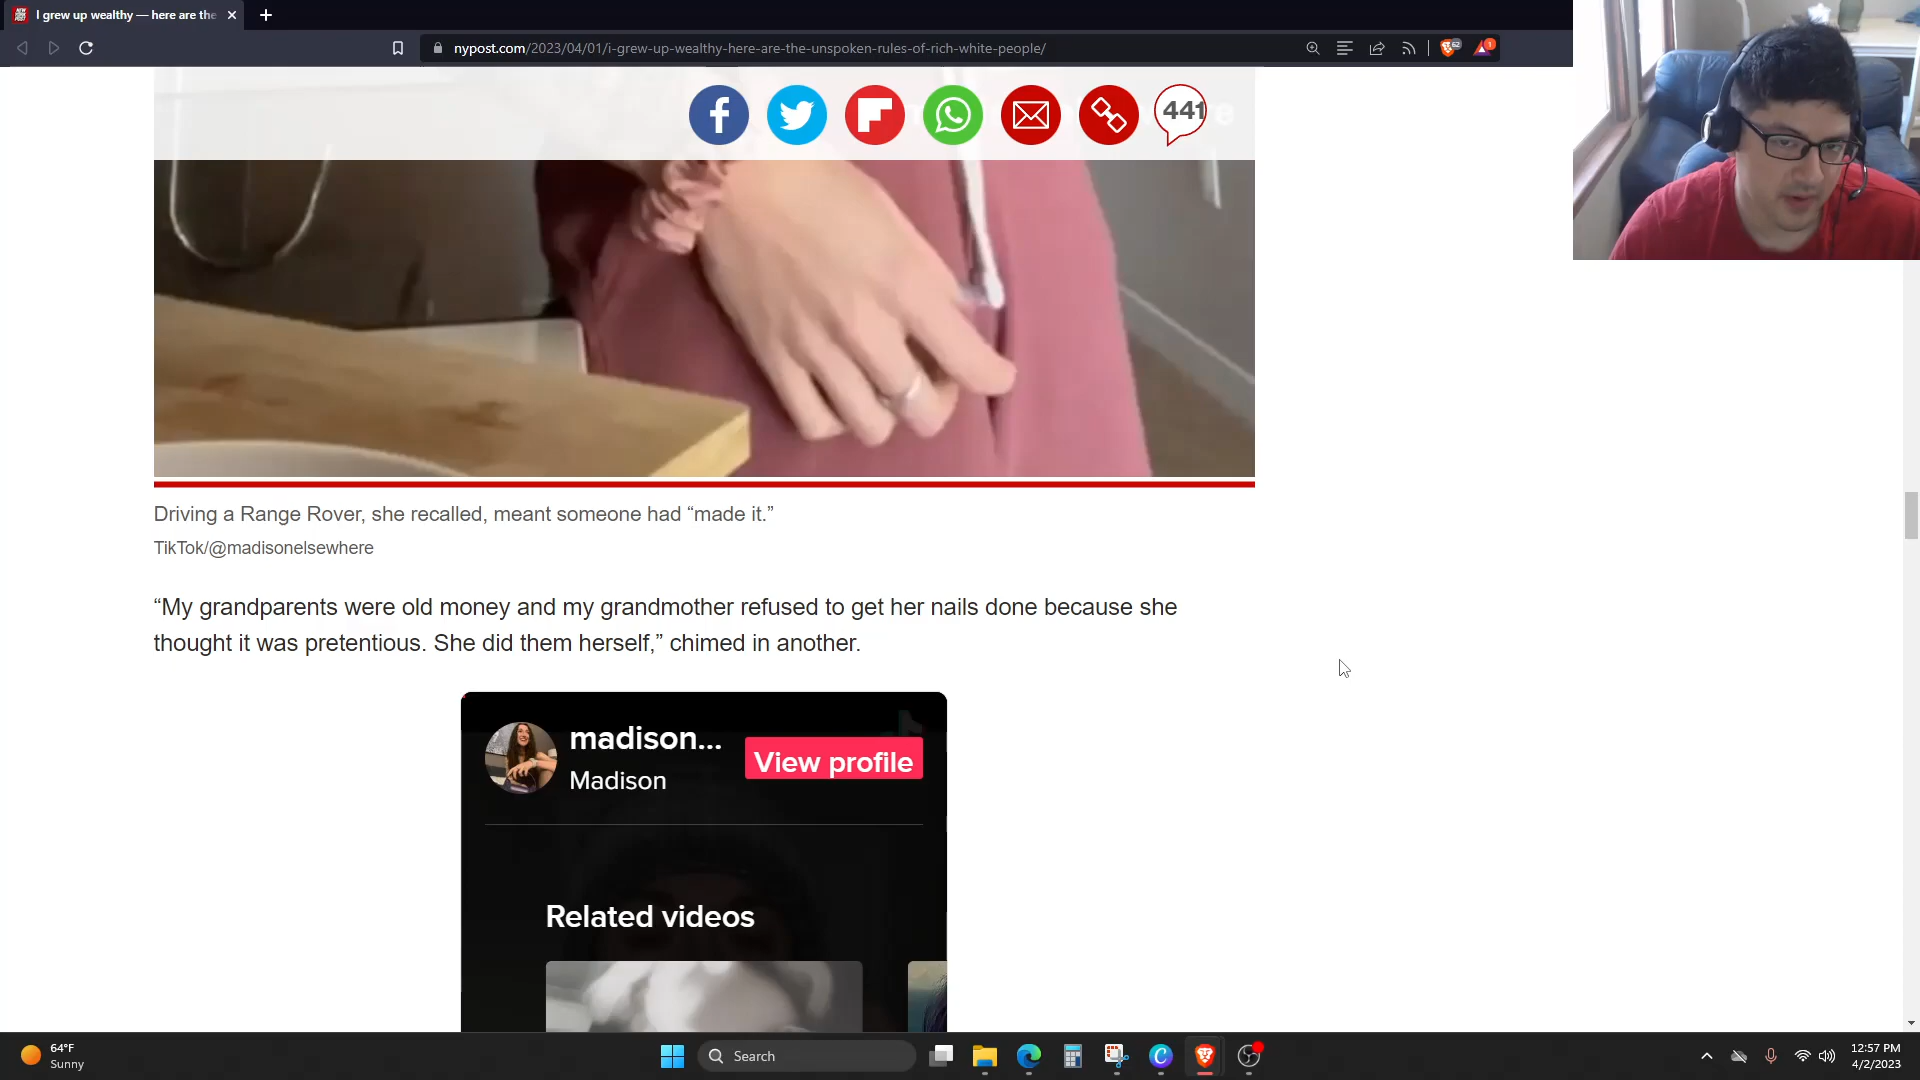 I grew up wealthy — here are the
nypost.com/2023/04/01/i-grew-up-wealthy-here-are-the-unspoken-rules-of-rich-white-people/
62
1
441
Driving a Range Rover, she recalled, meant someone had “made it.”
TikTok/@madisonelsewhere
“My grandparents were old money and my grandmother refused to get her nails done because she
thought it was pretentious. She did them herself,” chimed in another.
madison...
View profile
Madison
Related videos
64°F
Sunny
Search
12:57 PM
4/2/2023